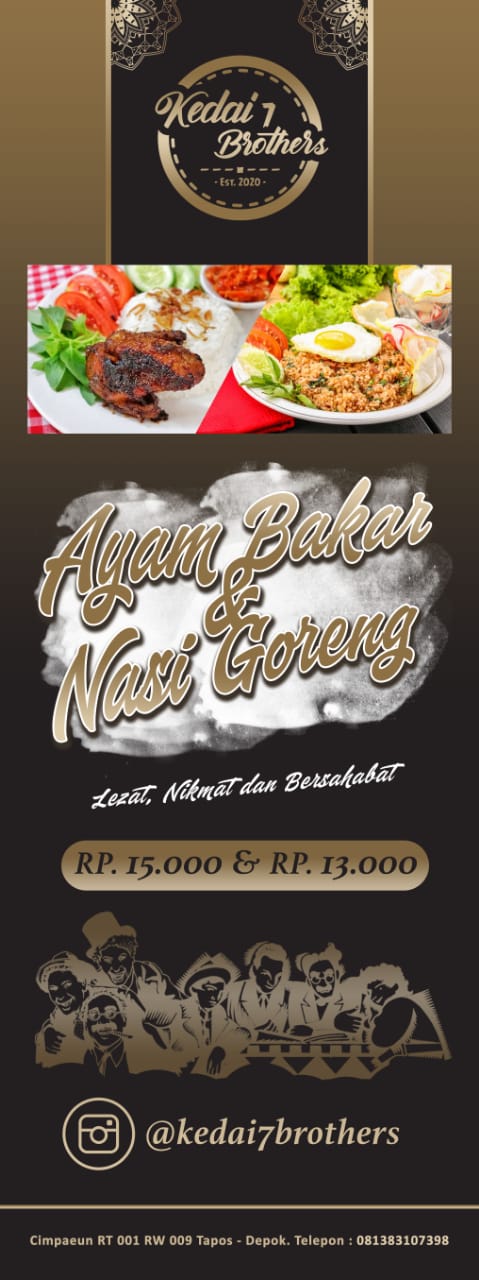 Kedai 7
Brothers
· Est. 2020 ·
Ayam Bakar
&
Nasi Goreng
Lezat, Nikmat dan Bersahabat
RP. 15.000 & RP. 13.000
@kedai7brothers
Cimpaeun RT 001 RW 009 Tapos - Depok. Telepon : 081383107398